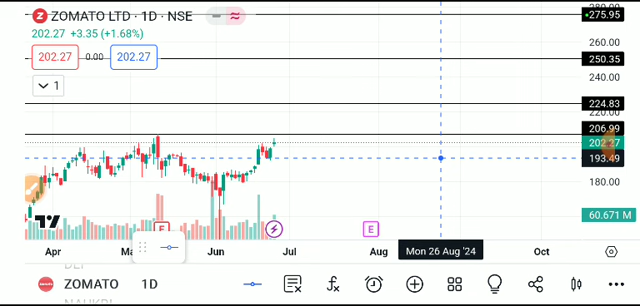 280.00
275.95
ZOMATO LTD · 1D · NSE
202.27 +3.35 (+1.68%)
260.00
202.27 0.00 202.27
250.35
240.00
1
224.83
220.00
206.99
202.27
193.49
180.00
60.671 M
E E
Apr Jun Jul Aug Mon 26 Aug '24 Oct
ZOMATO 1D
NAUKRI